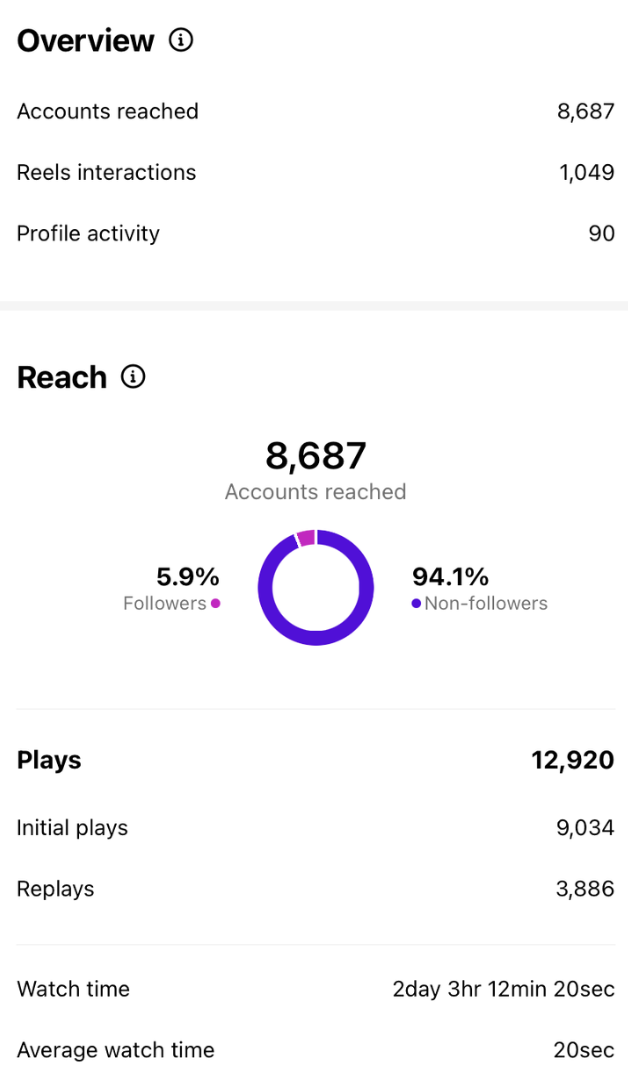 Overview
Accounts reached 8,687
Reels interactions 1,049
Profile activity 90
Reach
8,687
Accounts reached
5.9% 94.1%
Followers Non-followers
Plays 12,920
Initial plays 9,034
Replays 3,886
Watch time 2day 3hr 12min 20sec
Average watch time 20sec